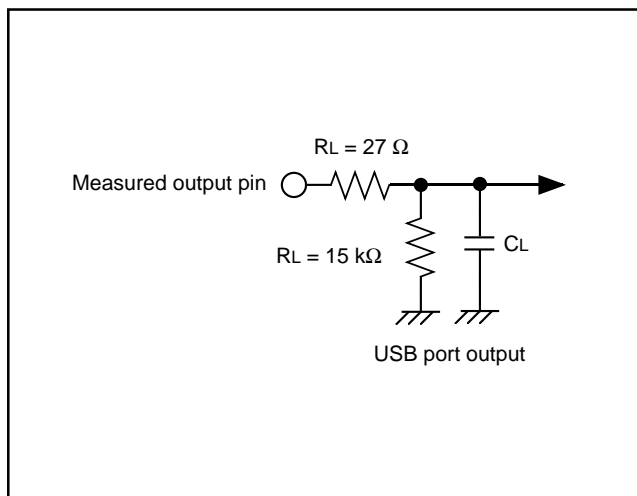 RL = 27 Ω
Measured output pin
RL = 15 kΩ
CL
USB port output